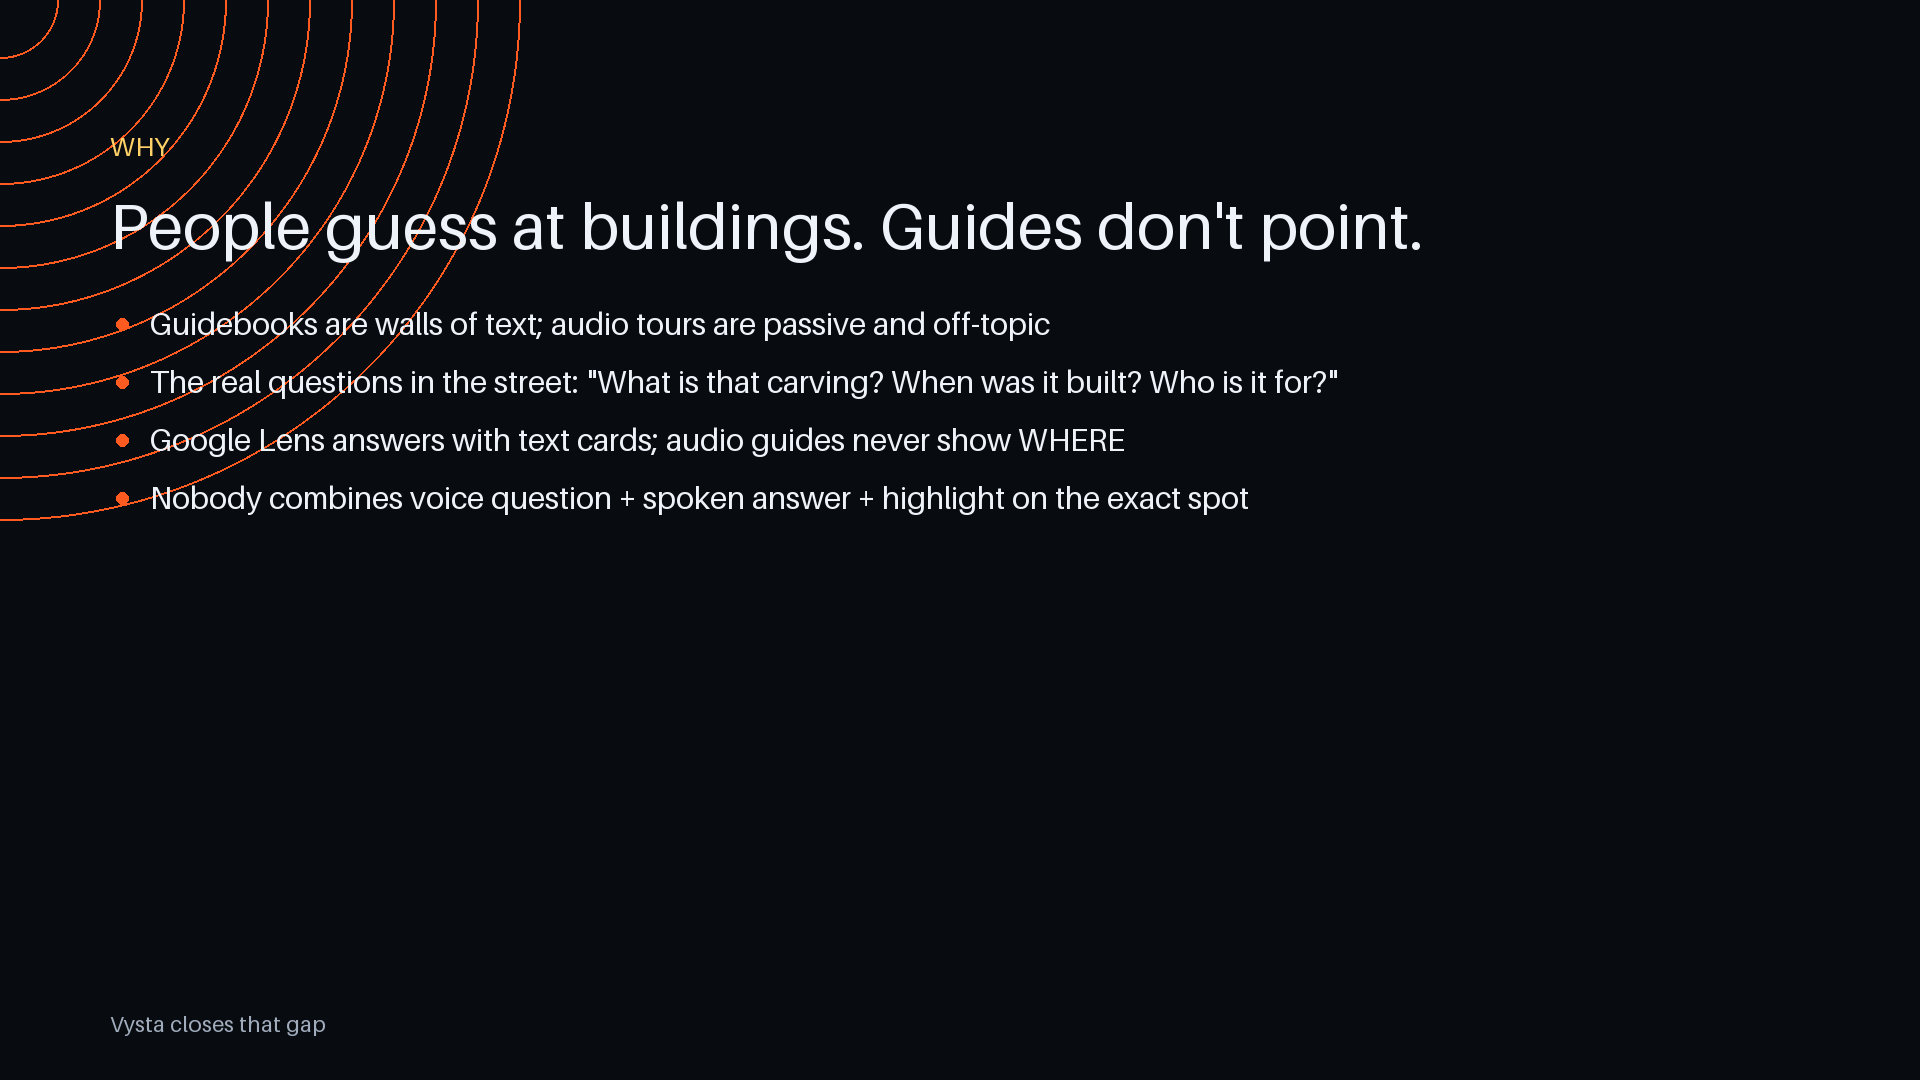 WHY
People guess at buildings. Guides don't point.
Guidebooks are walls of text; audio tours are passive and off-topic
The real questions in the street: "What is that carving? When was it built? Who is it for?"
Google Lens answers with text cards; audio guides never show WHERE
Nobody combines voice question + spoken answer + highlight on the exact spot
Vysta closes that gap